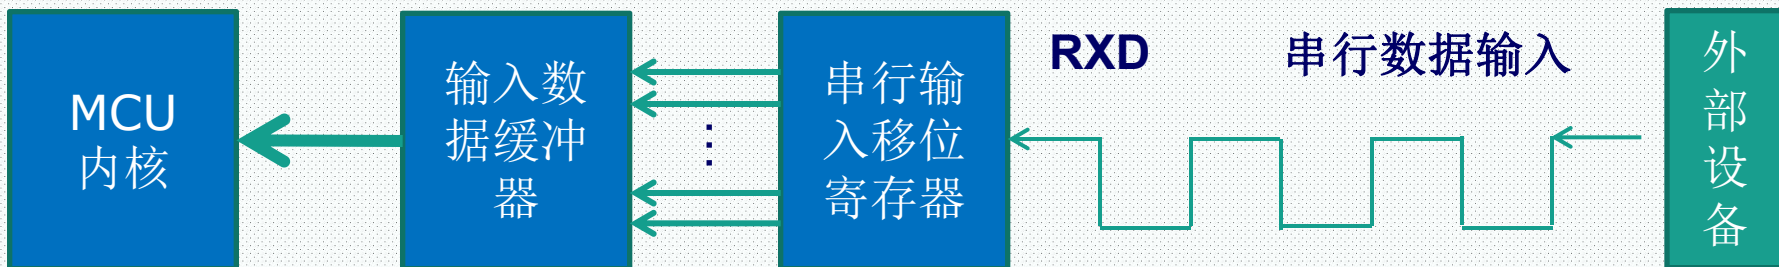 MCU
内核
输入数
据缓冲
器
串行输
入移位
寄存器
RXD 串行数据输入
外
部
设
备